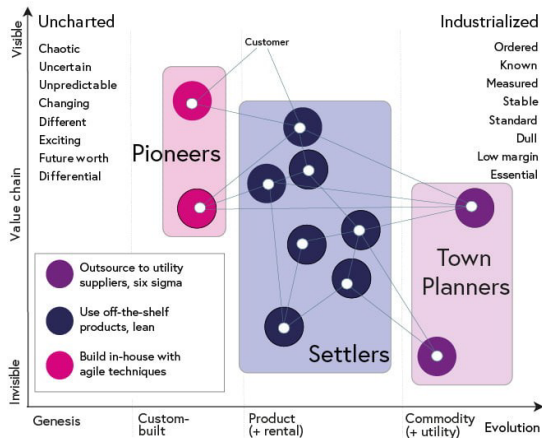 Visible
Value chain
Invisible
Uncharted
Chaotic
Uncertain
Unpredictable
Changing
Different
Exciting
Future worth
Differential
Customer
Industrialized
Ordered
Known
Measured
Stable
Standard
Dull
Low margin
Essential
Pioneers
Settlers
Town
Planners
Outsource to utility
suppliers, six sigma
Use off-the-shelf
products, lean
Build in-house with
agile techniques
Genesis
Custom-
built
Product
(+ rental)
Commodity
(+ utility)
Evolution